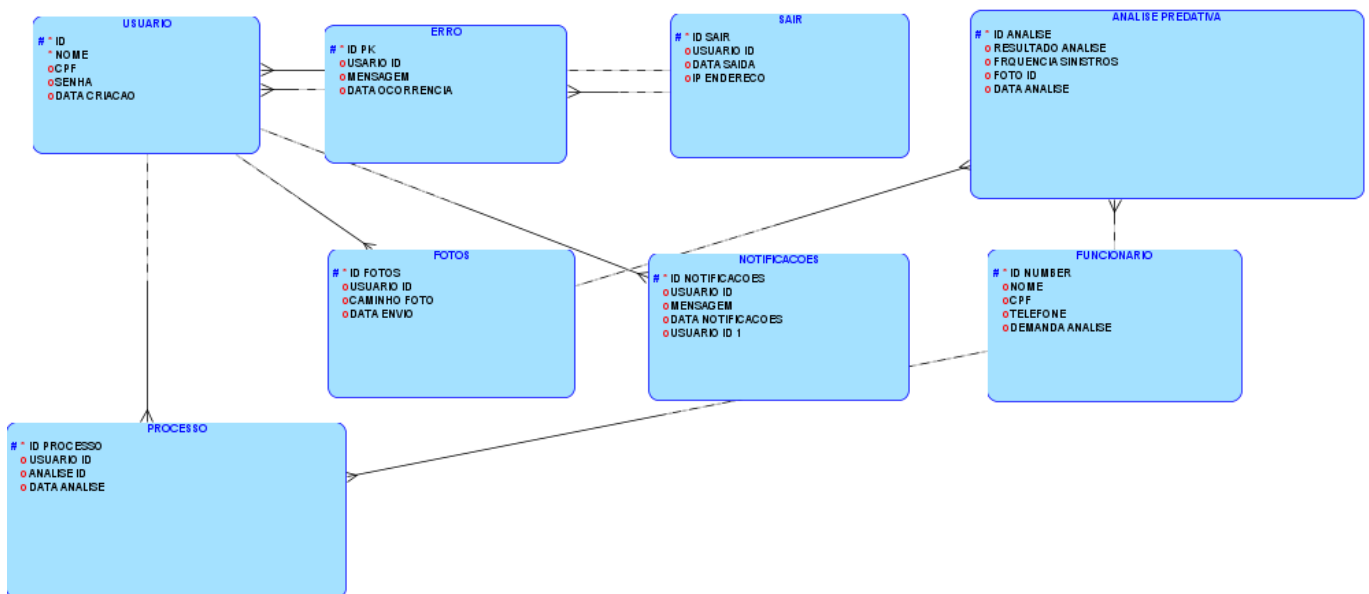 USUARIO
# * ID
* NOME
o CPF
o SENHA
o DATA CRIACAO
ERRO
# * ID PK
o USARIO ID
o MENSAGEM
o DATA OCORRENCIA
SAIR
# * ID SAIR
o USUARIO ID
o DATA SAIDA
o IP ENDERECO
ANALISE PREDATIVA
# * ID ANALISE
o RESULTADO ANALISE
o FRQUENCIA SINISTROS
o FOTO ID
o DATA ANALISE
FOTOS
# * ID FOTOS
o USUARIO ID
o CAMINHO FOTO
o DATA ENVIO
NOTIFICACOES
# * ID NOTIFICACOES
o USUARIO ID
o MENSAGEM
o DATA NOTIFICACOES
o USUARIO ID 1
FUNCIONARIO
# * ID NUMBER
o NOME
o CPF
o TELEFONE
o DEMANDA ANALISE
PROCESSO
# * ID PROCESSO
o USUARIO ID
o ANALISE ID
o DATA ANALISE